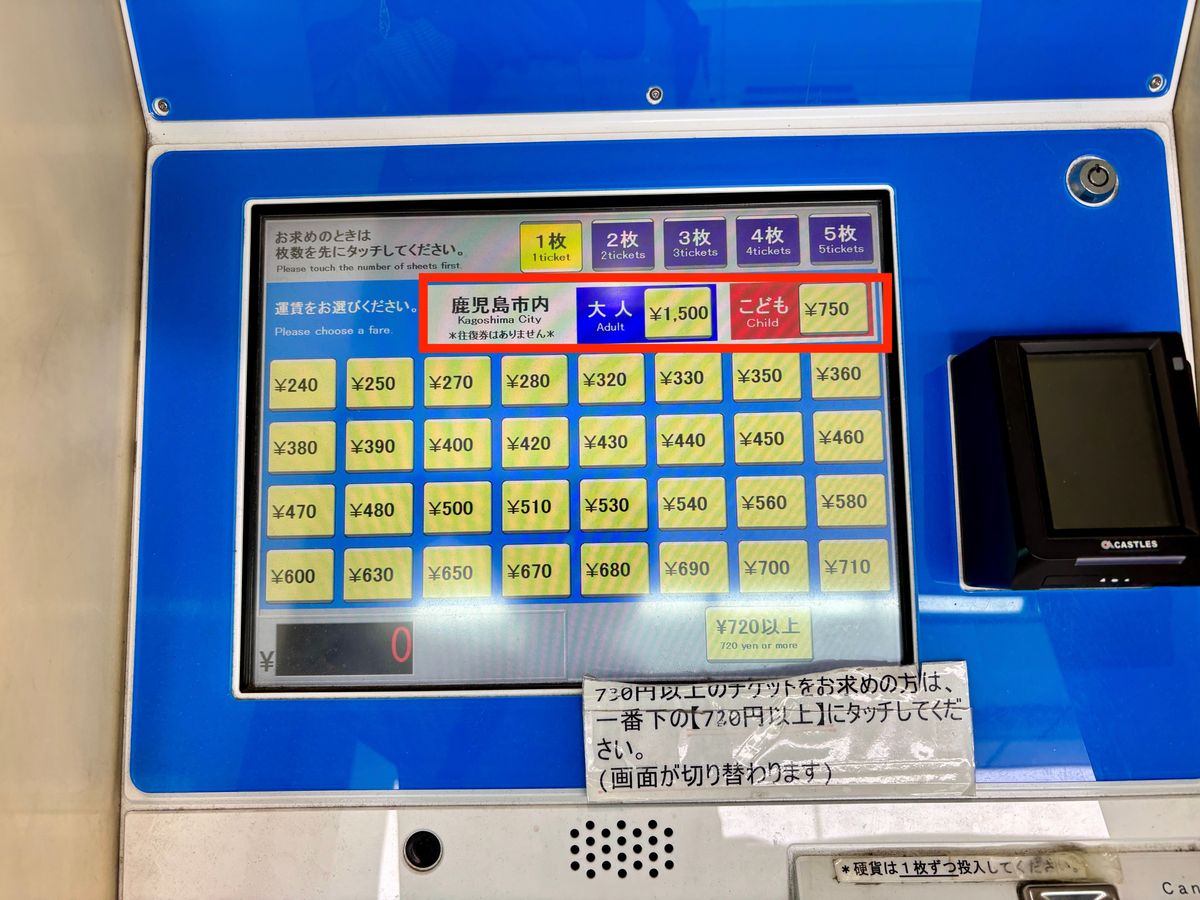 お求めのときは
枚数を先にタッチしてください。
Please touch the number of sheets first.
1枚
1ticket
2枚
2tickets
3枚
3tickets
4枚
4tickets
5枚
5tickets
運賃をお選びください。
Please choose a fare.
鹿児島市内
Kagoshima City
*往復券はありません*
大人
Adult
¥1,500
こども
Child
¥750
¥240 ¥250 ¥270 ¥280 ¥320 ¥330 ¥350 ¥360
¥380 ¥390 ¥400 ¥420 ¥430 ¥440 ¥450 ¥460
¥470 ¥480 ¥500 ¥510 ¥530 ¥540 ¥560 ¥580
¥600 ¥630 ¥650 ¥670 ¥680 ¥690 ¥700 ¥710
¥ 0
¥720以上
720 yen or more
730円以上のチケットをお求めの方は、
一番下の【720円以上】にタッチしてくだ
さい。
(画面が切り替わります)
CASTLES
*硬貨は1枚ずつ投入してください。
Can